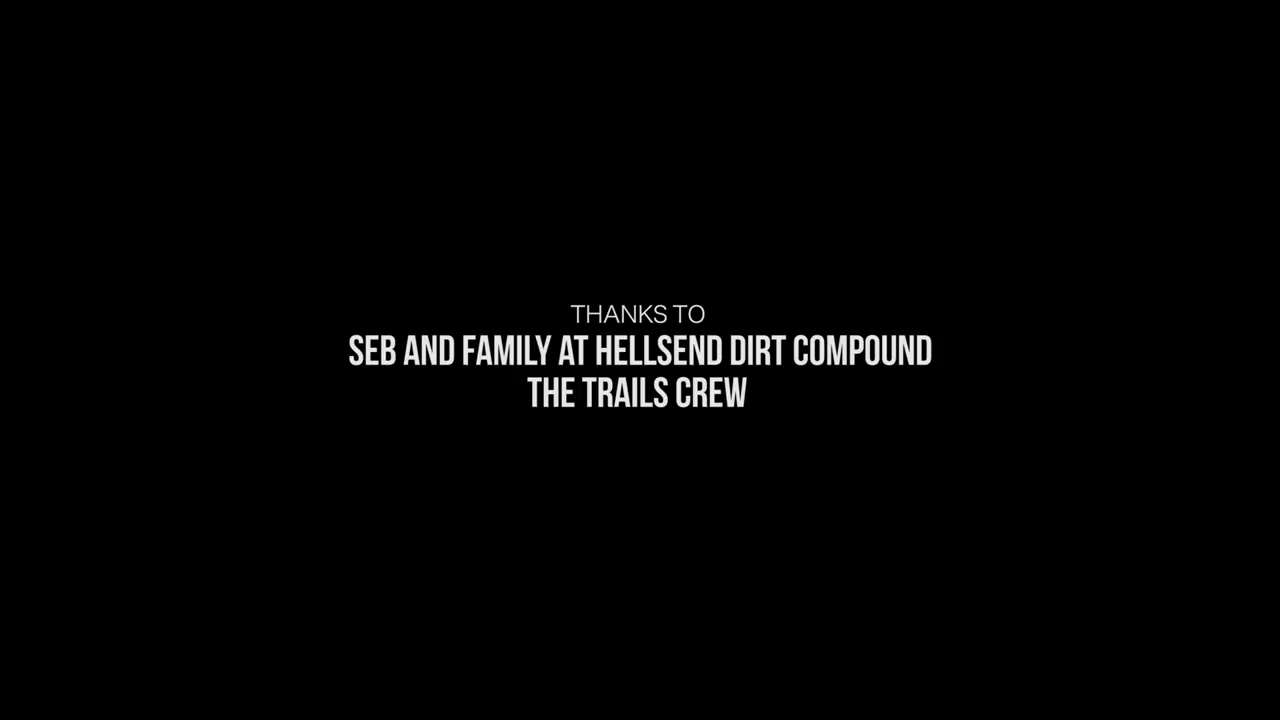 THANKS TO
SEB AND FAMILY AT HELLSEND DIRT COMPOUND
THE TRAILS CREW